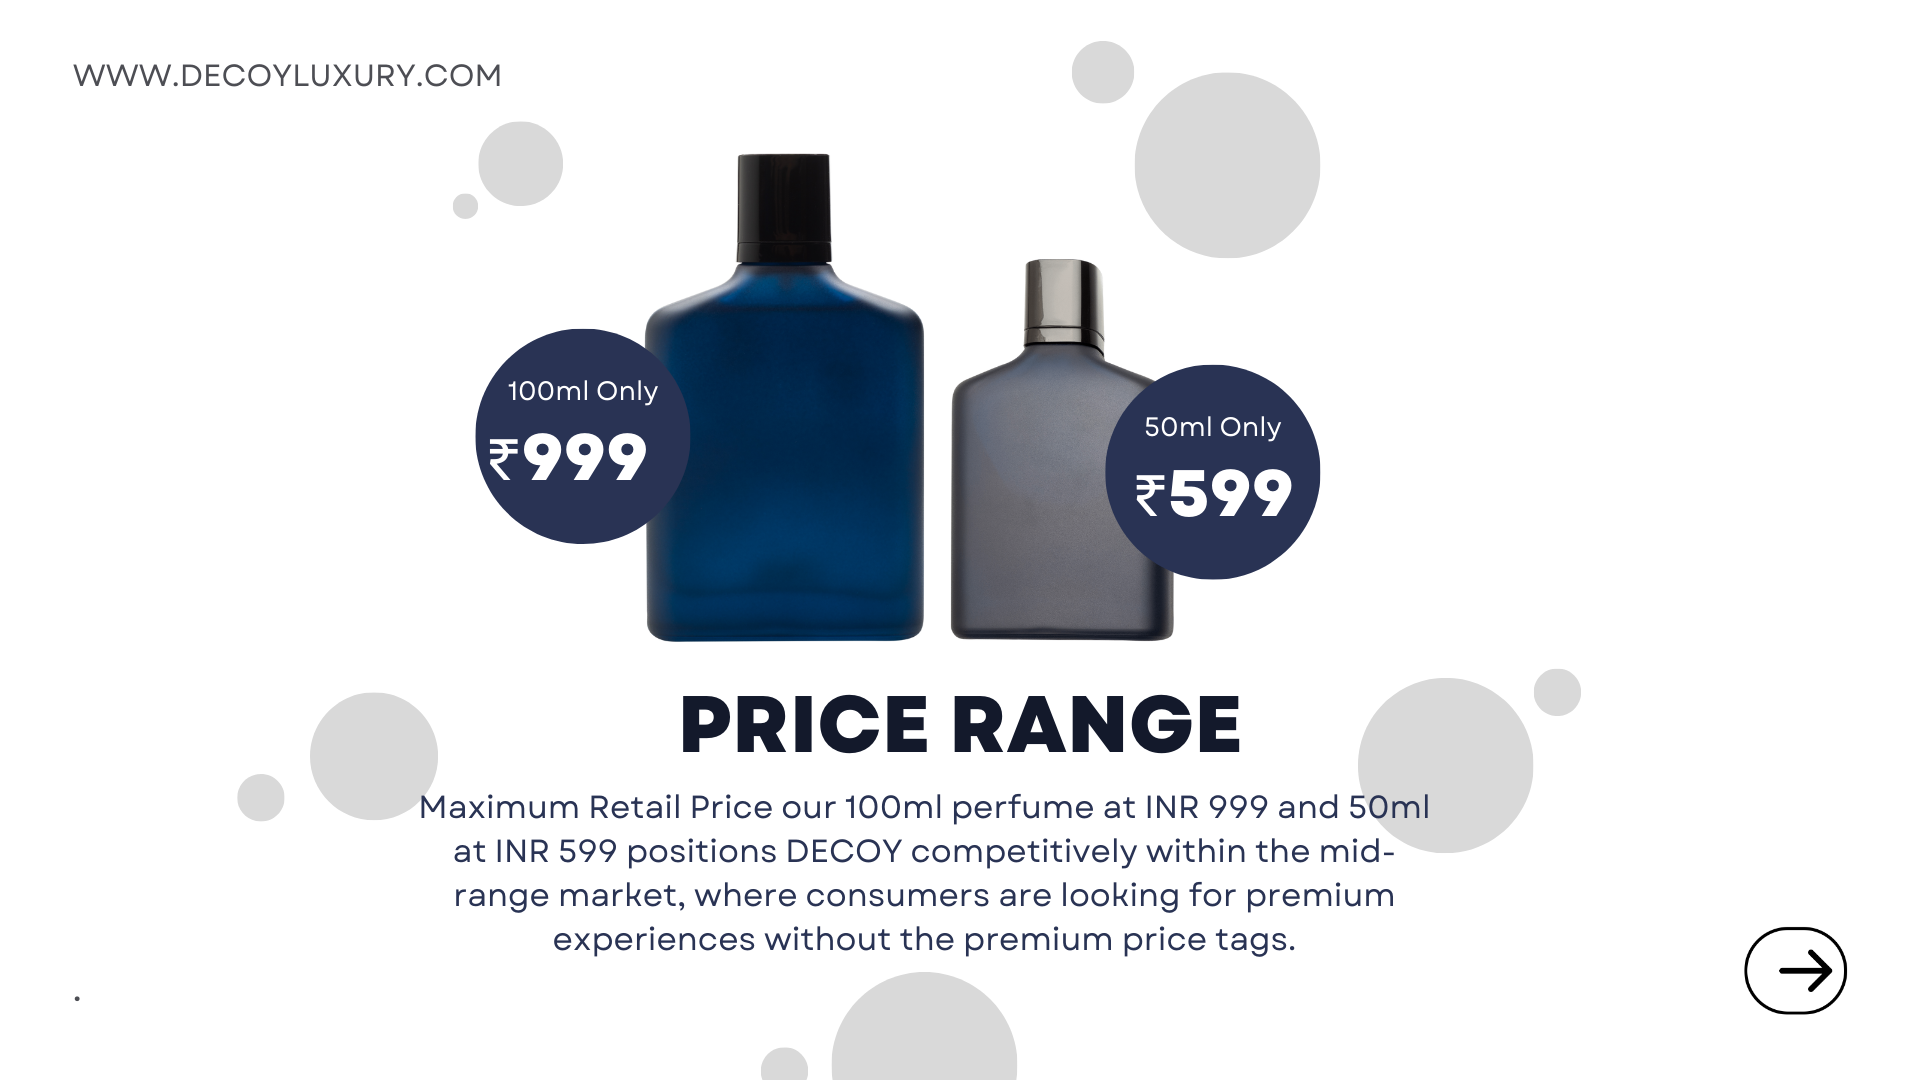 WWW.DECOYLUXURY.COM
100ml Only
₹999
50ml Only
₹599
PRICE RANGE
Maximum Retail Price our 100ml perfume at INR 999 and 50ml
at INR 599 positions DECOY competitively within the mid-
range market, where consumers are looking for premium
experiences without the premium price tags.
.